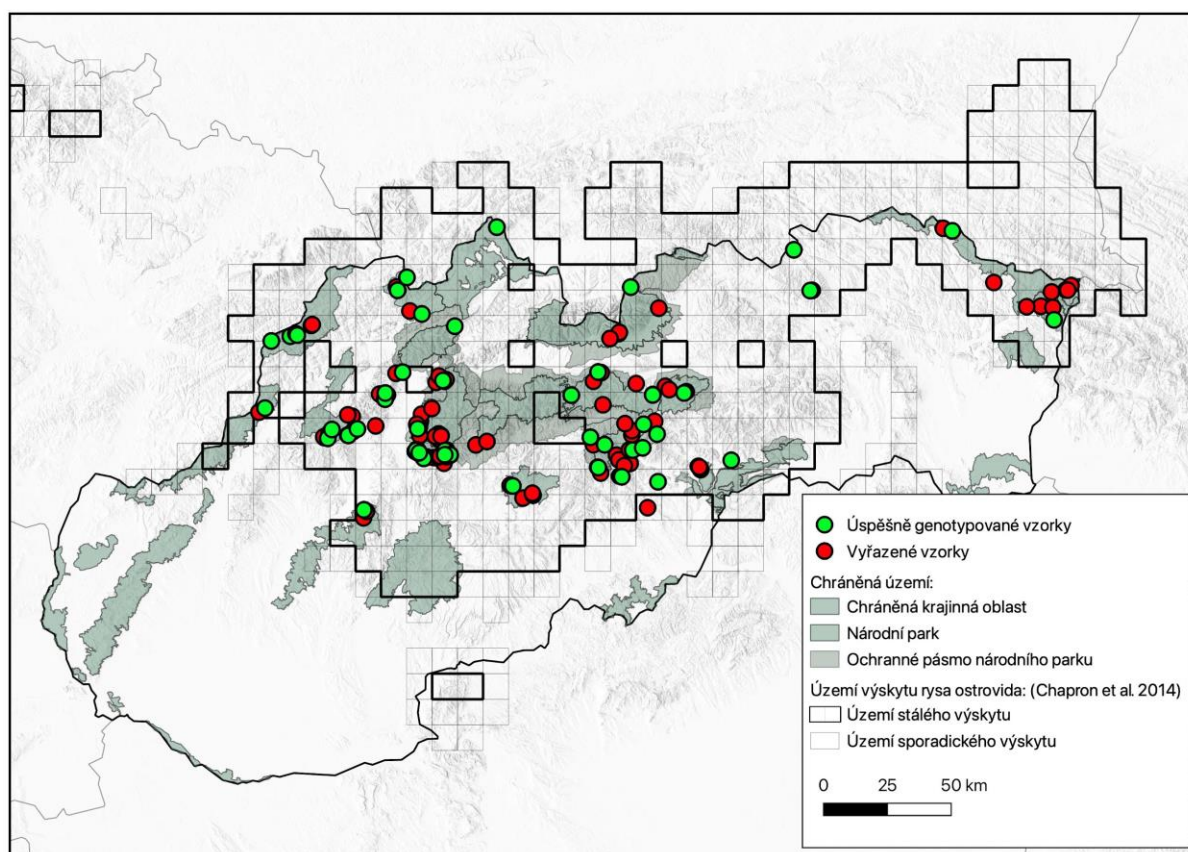 Úspěšně genotypované vzorky
Vyřazené vzorky
Chráněná území:
Chráněná krajinná oblast
Národní park
Ochranné pásmo národního parku
Území výskytu rysa ostrovida: (Chapron et al. 2014)
Území stálého výskytu
Území sporadického výskytu
0 25 50 km